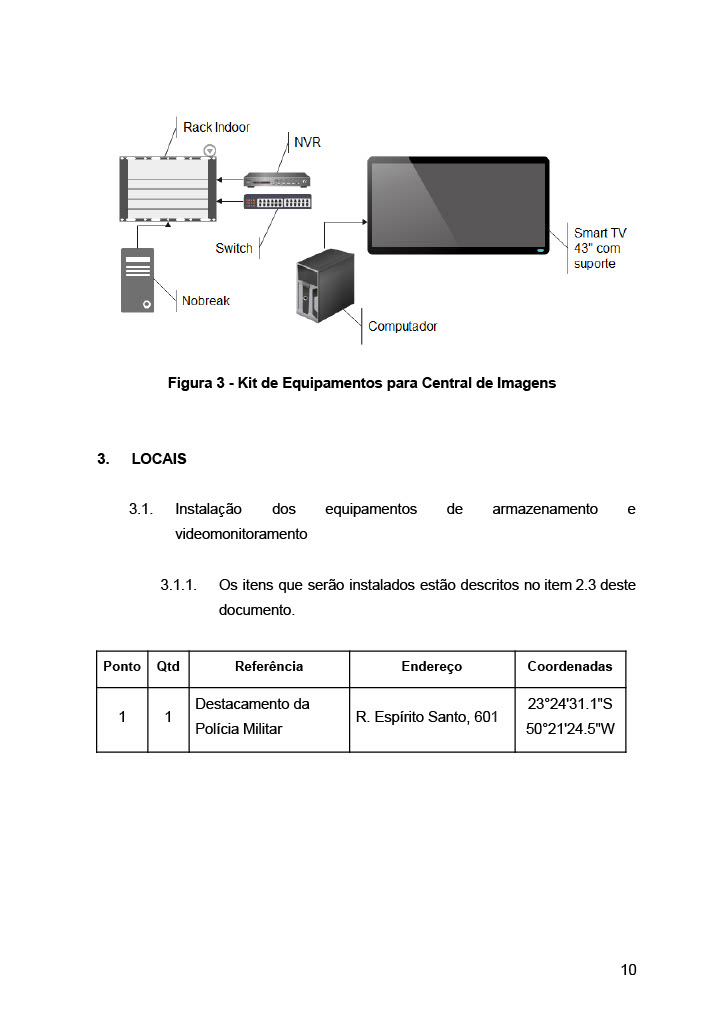 Rack Indoor
NVR
Switch
Nobreak
Smart TV
43" com
suporte
Computador
Figura 3 - Kit de Equipamentos para Central de Imagens
3. LOCAIS
3.1. Instalação dos equipamentos de armazenamento e
videomonitoramento
3.1.1. Os itens que serão instalados estão descritos no item 2.3 deste
documento.
Ponto Qtd Referência Endereço Coordenadas
1 1 Destacamento da Polícia Militar R. Espírito Santo, 601 23°24'31.1"S 50°21'24.5"W
10